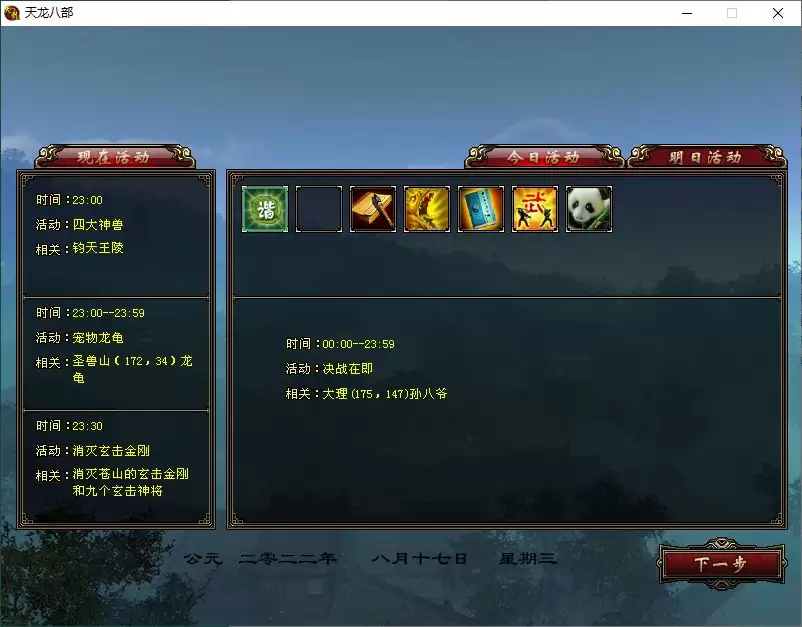 天龙八部
现在活动
今日活动
明日活动
时间：23:00
活动：四大神兽
相关：钧天王陵
时间：23:00--23:59
活动：宠物龙龟
相关：圣兽山（172，34）龙
龟
时间：23:30
活动：消灭玄击金刚
相关：消灭苍山的玄击金刚
和九个玄击神将
谐
武
时间：00:00--23:59
活动：决战在即
相关：大理(175，147)孙八爷
公元 二零二二年 八月十七日 星期三
下一步